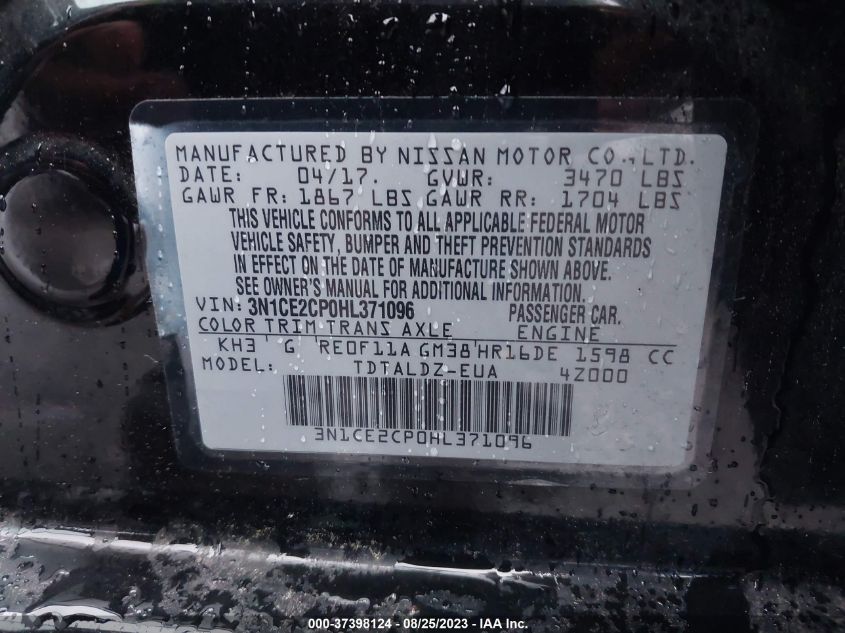 MANUFACTURED BY NISSAN MOTOR CO., LTD.
DATE: 04/17. GVWR: 3470 LBS
GAWR FR: 1867 LBS GAWR RR: 1704 LBS
THIS VEHICLE CONFORMS TO ALL APPLICABLE FEDERAL MOTOR
VEHICLE SAFETY, BUMPER AND THEFT PREVENTION STANDARDS
IN EFFECT ON THE DATE OF MANUFACTURE SHOWN ABOVE.
SEE OWNER'S MANUAL FOR ADDITIONAL INFORMATION.
VIN: 3N1CE2CP0HL371096 PASSENGER CAR.
COLOR TRIM TRANS AXLE ENGINE
KH3 G RE0F11A GM38 HR16DE 1598 CC
MODEL: TDTALDZ-EUA 4Z000
3N1CE2CP0HL371096
000-37398124 | 08/25/2023 - IAA Inc.